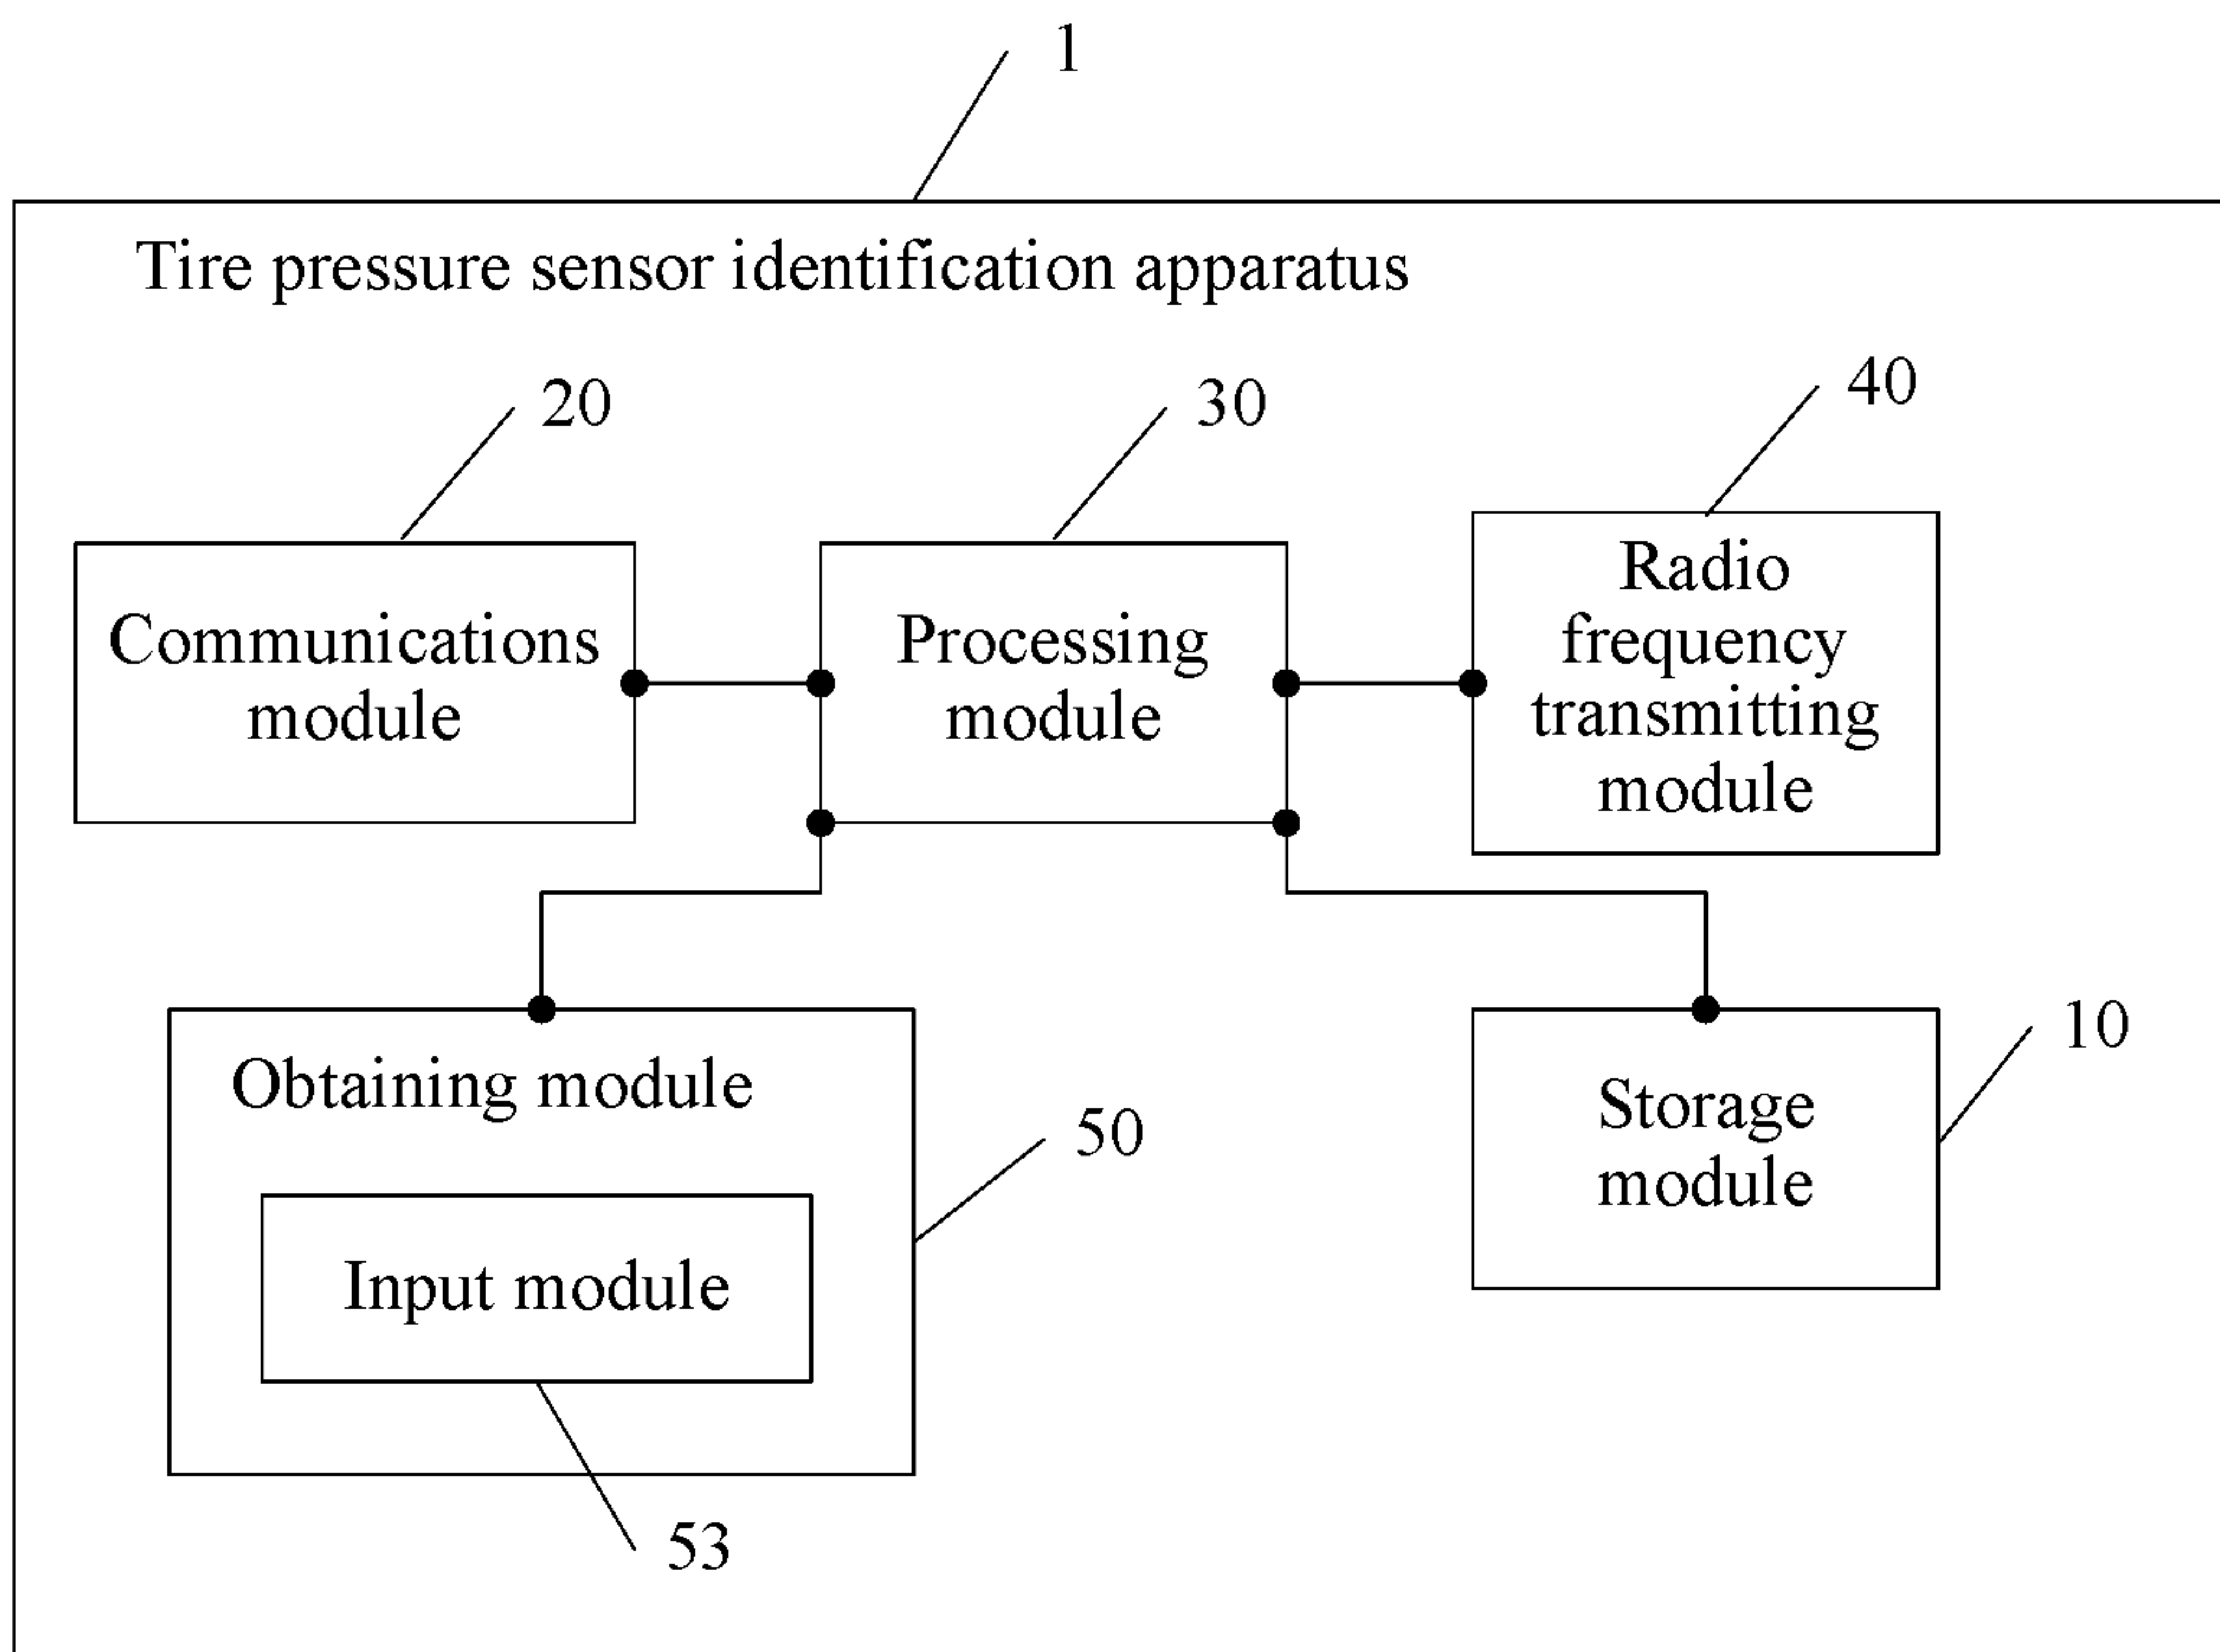 1
Tire pressure sensor identification apparatus
20
30
40
Communications
module
Processing
module
Radio
frequency
transmitting
module
Obtaining module
50
Input module
53
Storage
module
10